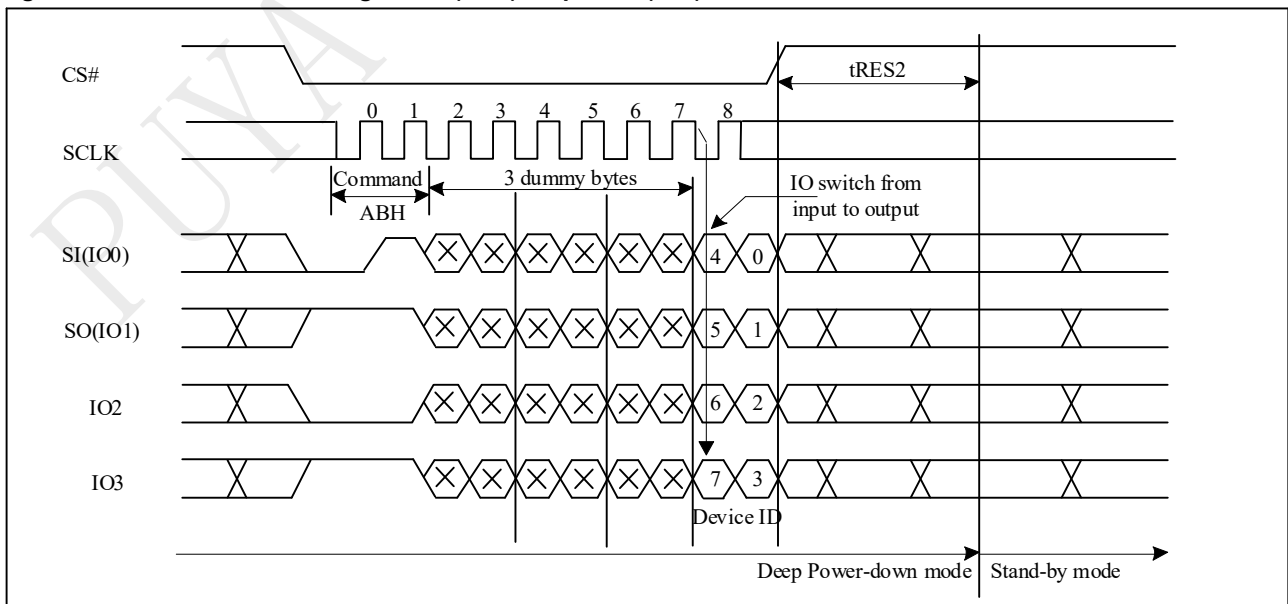 PUYA
CS#
tRES2
0 1 2 3 4 5 6 7 8
SCLK
Command
3 dummy bytes
IO switch from
input to output
ABH
SI(IO0)
4 0
SO(IO1)
5 1
IO2
6 2
IO3
7 3
Device ID
Deep Power-down mode
Stand-by mode